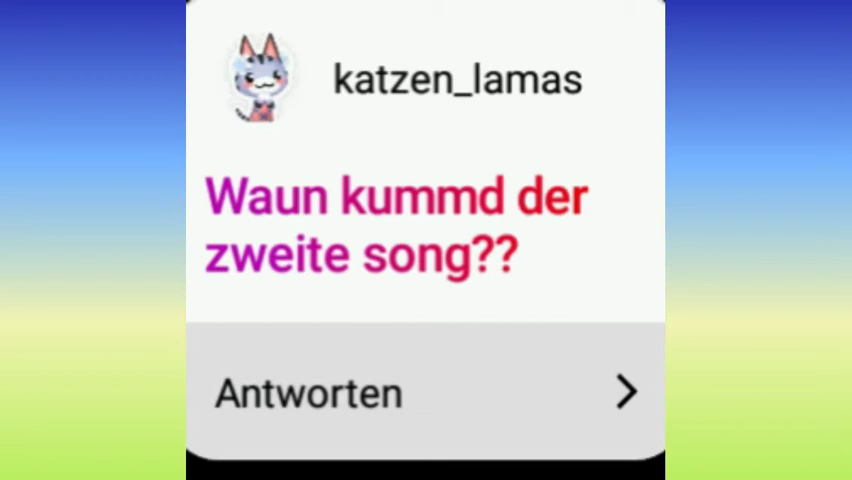 katzen_lamas
Waun kummd der
zweite song??
Antworten